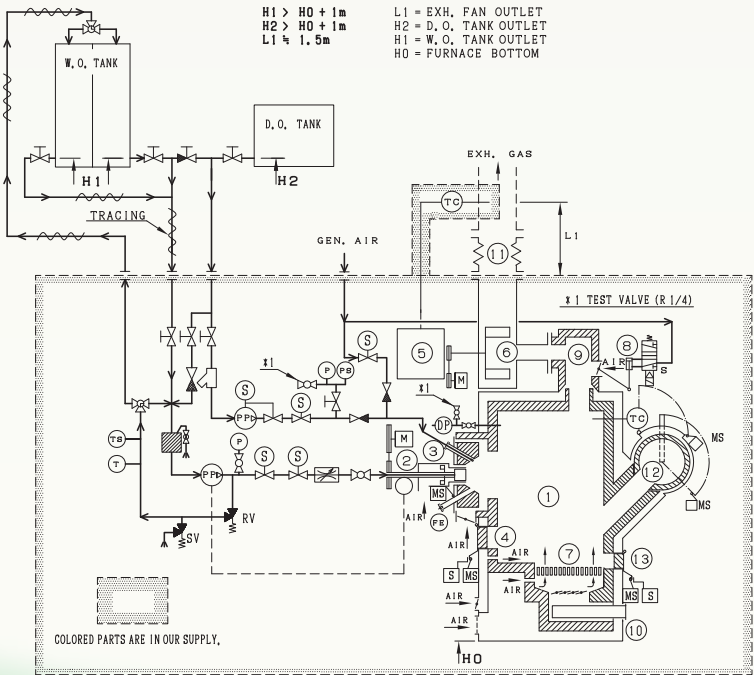 H1 > H0 + 1m
H2 > H0 + 1m
L1 ≒ 1.5m
L1 = EXH. FAN OUTLET
H2 = D.O. TANK OUTLET
H1 = W.O. TANK OUTLET
H0 = FURNACE BOTTOM
W.O. TANK
D.O. TANK
H1
H2
TRACING
EXH. GAS
TC
GEN. AIR
L1
11
*1 TEST VALVE (R 1/4)
S
5
6
9
8
AIR
S
*1
P
PS
M
*1
S
PP
S
DP
TC
MS
TS
T
P
S
S
M
3
2
1
12
PP
MS
MS
AIR
FE
RV
SV
4
AIR
AIR
7
13
S
MS
AIR
MS
S
AIR
10
AIR
H0
COLORED PARTS ARE IN OUR SUPPLY.